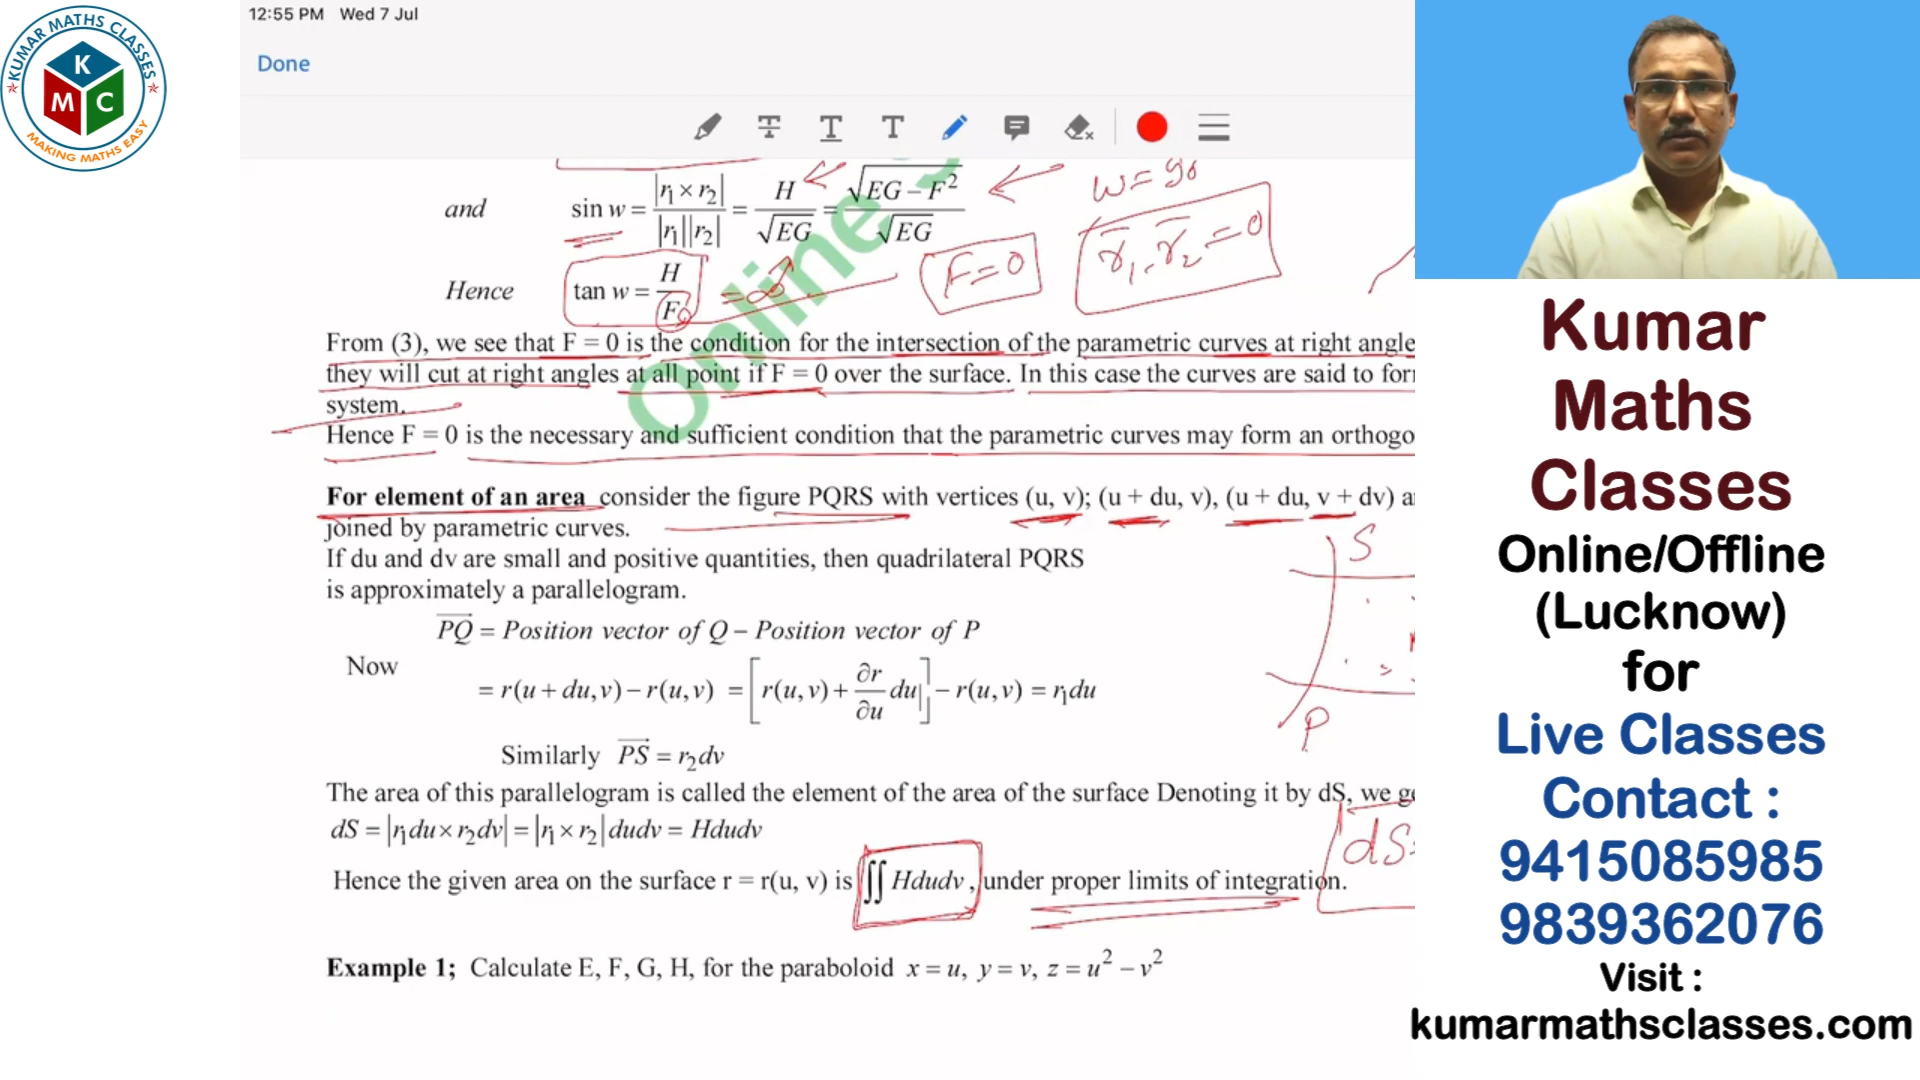 12:55 PM Wed 7 Jul
Done
KUMAR MATHS CLASSES
K
M C
MAKING MATHS EASY
and sin w = |r₁ × r₂| / |r₁||r₂| = H / √EG = √EG – F² / √EG
w = 90
r̄₁ . r̄₂ = 0
Hence tan w = H / F
0
= ∞
F = 0
From (3), we see that F = 0 is the condition for the intersection of the parametric curves at right angle
they will cut at right angles at all point if F = 0 over the surface. In this case the curves are said to for
system.
Hence F = 0 is the necessary and sufficient condition that the parametric curves may form an orthogo
Online
For element of an area consider the figure PQRS with vertices (u, v); (u + du, v), (u + du, v + dv) a
joined by parametric curves.
If du and dv are small and positive quantities, then quadrilateral PQRS
is approximately a parallelogram.
S
P
PQ = Position vector of Q – Position vector of P
Now
= r(u + du, v) – r(u, v) = [r(u, v) + ∂r/∂u du] – r(u, v) = r₁du
Similarly PS = r₂dv
The area of this parallelogram is called the element of the area of the surface Denoting it by dS, we ge
dS = |r₁du × r₂dv| = |r₁ × r₂| dudv = Hdudv
dS=
Hence the given area on the surface r = r(u, v) is ∬ Hdudv , under proper limits of integration.
Example 1; Calculate E, F, G, H, for the paraboloid x = u, y = v, z = u² – v²
Kumar
Maths
Classes
Online/Offline
(Lucknow)
for
Live Classes
Contact :
9415085985
9839362076
Visit :
kumarmathsclasses.com